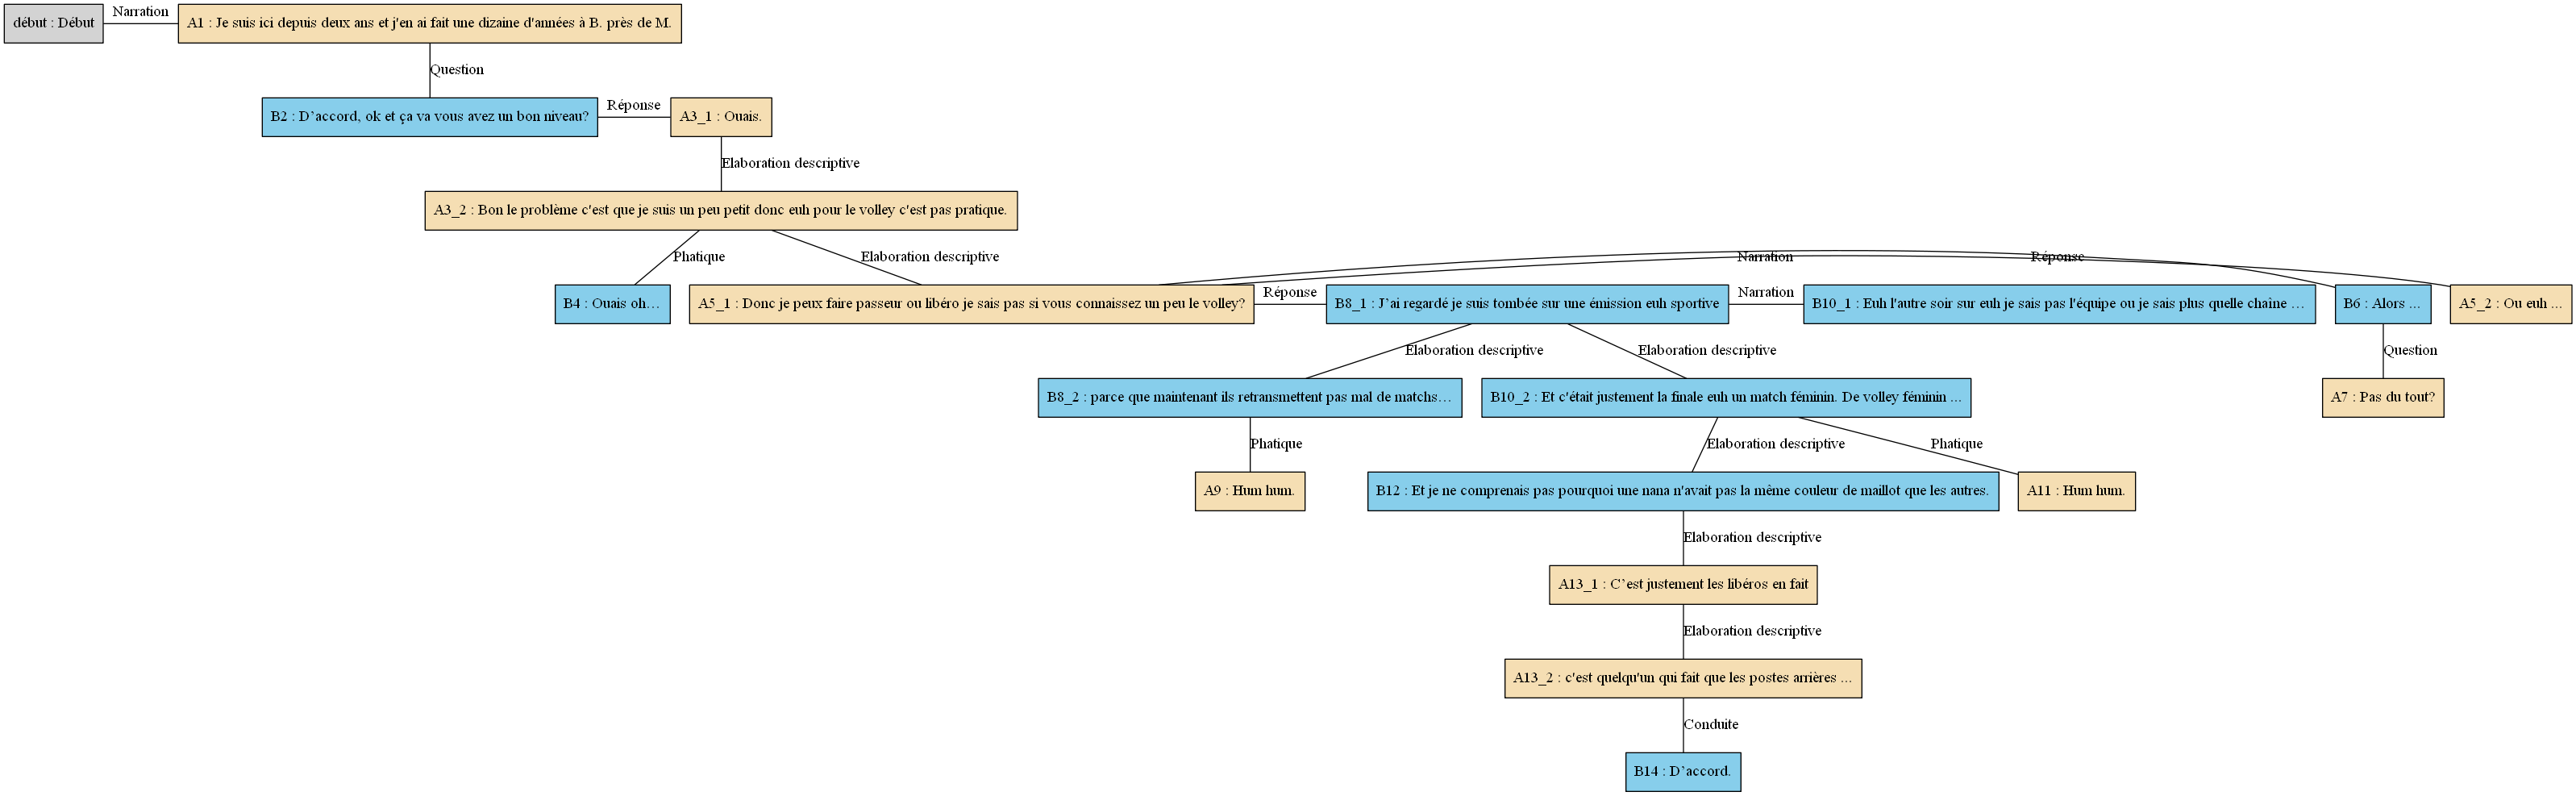 début : Début
Narration
A1 : Je suis ici depuis deux ans et j'en ai fait une dizaine d'années à B. près de M.
Question
B2 : D’accord, ok et ça va vous avez un bon niveau?
Réponse
A3_1 : Ouais.
Elaboration descriptive
A3_2 : Bon le problème c'est que je suis un peu petit donc euh pour le volley c'est pas pratique.
Phatique
Elaboration descriptive
Narration
Réponse
B4 : Ouais oh…
A5_1 : Donc je peux faire passeur ou libéro je sais pas si vous connaissez un peu le volley?
Réponse
B8_1 : J’ai regardé je suis tombée sur une émission euh sportive
Narration
B10_1 : Euh l'autre soir sur euh je sais pas l'équipe ou je sais plus quelle chaîne …
B6 : Alors ...
A5_2 : Ou euh ...
Elaboration descriptive
Elaboration descriptive
Question
B8_2 : parce que maintenant ils retransmettent pas mal de matchs…
B10_2 : Et c'était justement la finale euh un match féminin. De volley féminin ...
A7 : Pas du tout?
Phatique
Elaboration descriptive
Phatique
A9 : Hum hum.
B12 : Et je ne comprenais pas pourquoi une nana n'avait pas la même couleur de maillot que les autres.
A11 : Hum hum.
Elaboration descriptive
A13_1 : C’est justement les libéros en fait
Elaboration descriptive
A13_2 : c'est quelqu'un qui fait que les postes arrières ...
Conduite
B14 : D’accord.